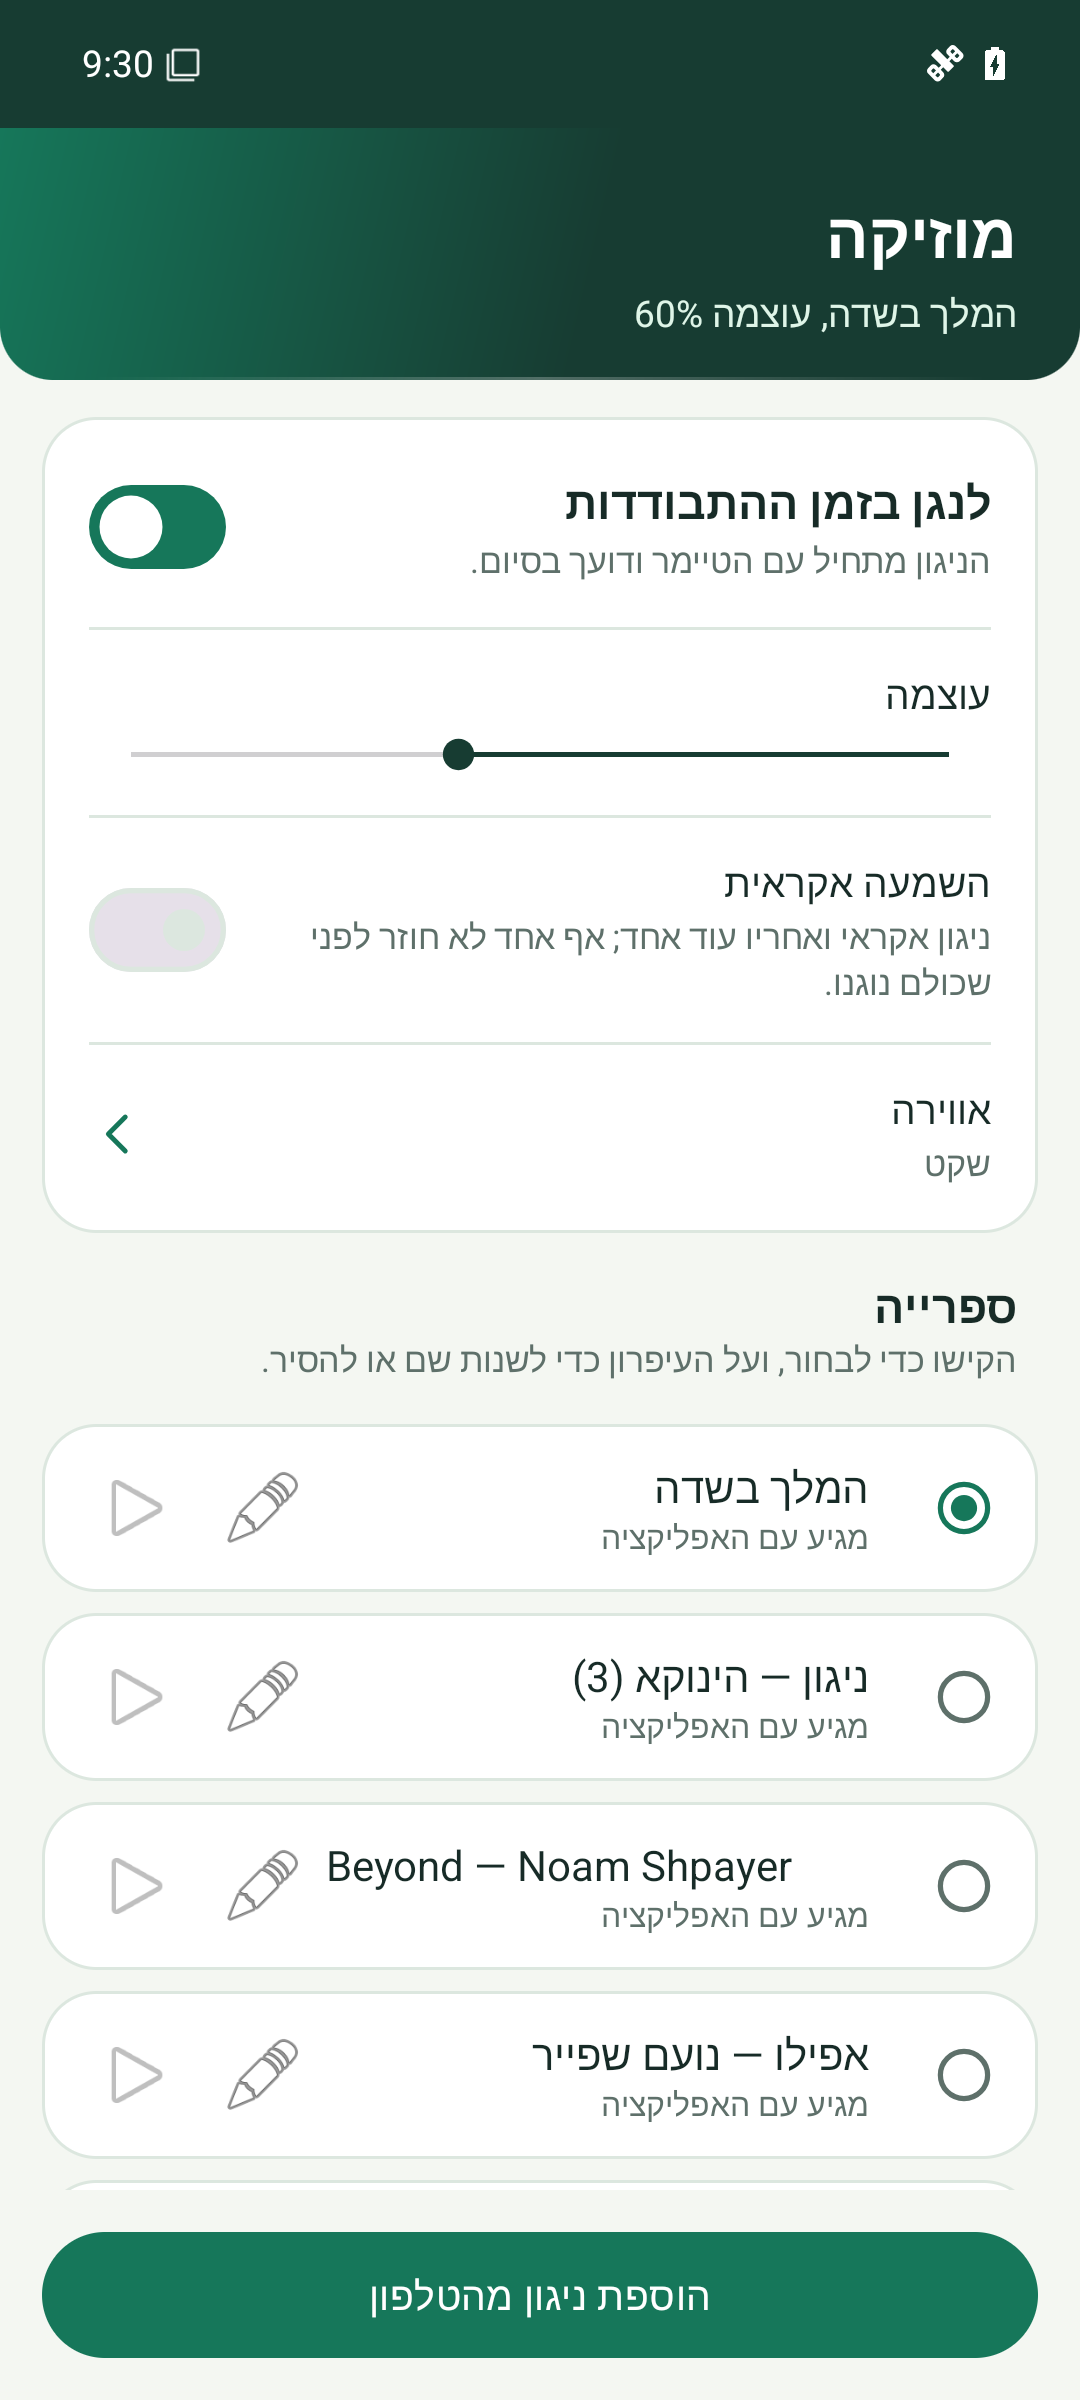 9:30
מוזיקה
המלך בשדה, עוצמה 60%
לנגן בזמן ההתבודדות
הניגון מתחיל עם הטיימר ודועך בסיום.
עוצמה
השמעה אקראית
ניגון אקראי ואחריו עוד אחד; אף אחד לא חוזר לפני
שכולם נוגנו.
אווירה
שקט
ספרייה
הקישו כדי לבחור, ועל העיפרון כדי לשנות שם או להסיר.
המלך בשדה
מגיע עם האפליקציה
ניגון – הינוקא (3)
מגיע עם האפליקציה
Beyond – Noam Shpayer
מגיע עם האפליקציה
אפילו – נועם שפייר
מגיע עם האפליקציה
הוספת ניגון מהטלפון